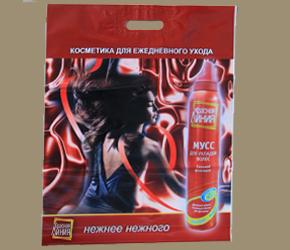 КОСМЕТИКА ДЛЯ ЕЖЕДНЕВНОГО УХОДА
КРАСНАЯ
ЛИНИЯ
МУСС
ДЛЯ УКЛАДКИ
ВОЛОС
КРАСНАЯ
ЛИНИЯ
нежнее нежного